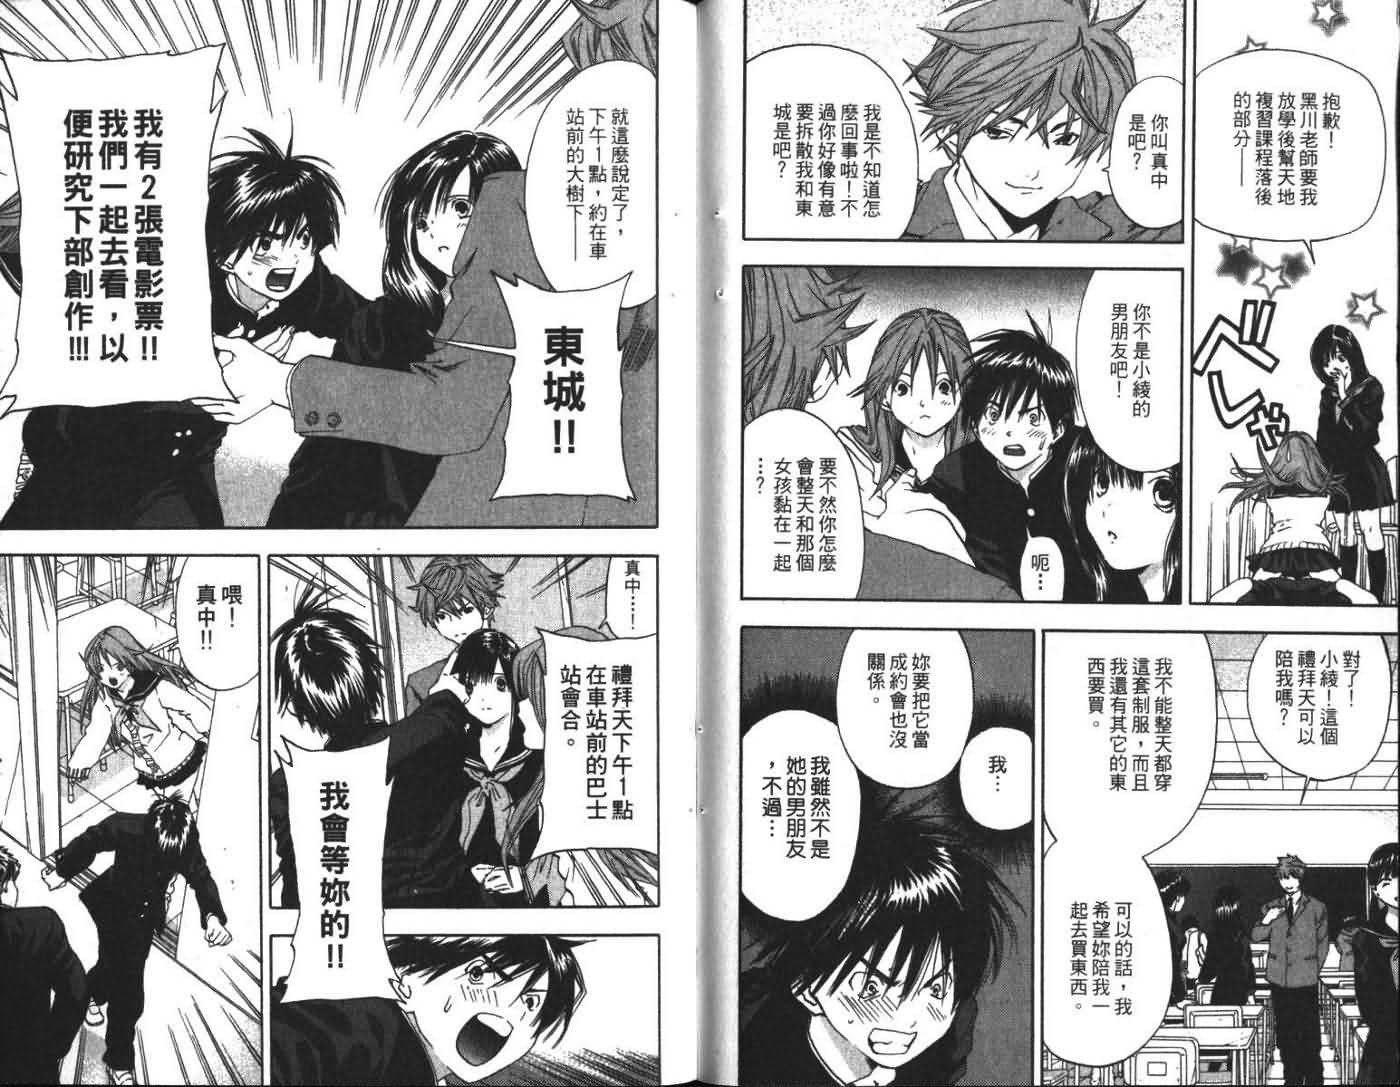 抱歉！
黑川老師要我
放學後幫天地
複習課程落後
的部分——
べ
しゃ
你叫真中
是吧？
我是不知道怎
麼回事啦！不
過你好像有意
要拆散我和東
城是吧？
你不是小綾的
男朋友吧！
呃…
要不然你怎麼
會整天和那個
女孩黏在一起
…？
對了！
小綾！這個
禮拜天可以
陪我嗎？
我不能整天都穿
這套制服，而且
我還有其它的東
西要買。
可以的話，我
希望妳陪我一
起去買東西。
妳要把它當
成約會也沒
關係。
我…
我雖然不是
她的男朋友
，不過…
就這麼說定了，
下午1點，約在車
站前的大樹下
——
東城!!
我有2張電影票!!
我們一起去看，以
便研究下部創作!!!
真中…！
禮拜天下午1點
在車站前的巴士
站會合。
我會等妳的!!
喂！
真中!!